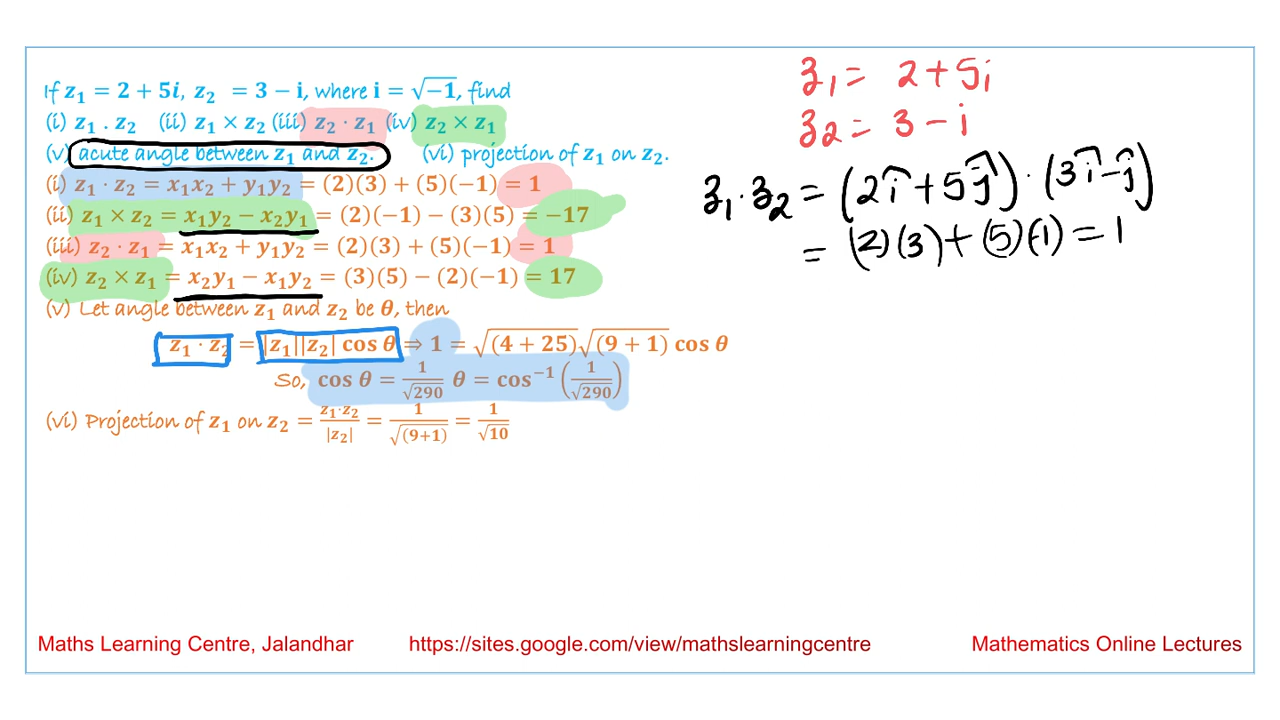 If z₁ = 2 + 5i, z₂ = 3 − i, where i = √−1, find
(i) z₁ . z₂ (ii) z₁ × z₂ (iii) z₂ · z₁ (iv) z₂ × z₁
(v) acute angle between z₁ and z₂. (vi) projection of z₁ on z₂.
(i) z₁ · z₂ = x₁x₂ + y₁y₂ = (2)(3) + (5)(−1) = 1
(ii) z₁ × z₂ = x₁y₂ − x₂y₁ = (2)(−1) − (3)(5) = −17
(iii) z₂ · z₁ = x₁x₂ + y₁y₂ = (2)(3) + (5)(−1) = 1
(iv) z₂ × z₁ = x₂y₁ − x₁y₂ = (3)(5) − (2)(−1) = 17
(v) Let angle between z₁ and z₂ be θ, then
z₁ · z₂ = |z₁||z₂| cos θ ⇒ 1 = √(4 + 25)√(9 + 1) cos θ
So, cos θ = 1/√290 θ = cos⁻¹(1/√290)
(vi) Projection of z₁ on z₂ = z₁·z₂/|z₂| = 1/√(9+1) = 1/√10
z₁ = 2 + 5i
z₂ = 3 − i
z₁ · z₂ = (2î + 5ĵ) · (3î − ĵ)
= (2)(3) + (5)(-1) = 1
Maths Learning Centre, Jalandhar https://sites.google.com/view/mathslearningcentre Mathematics Online Lectures